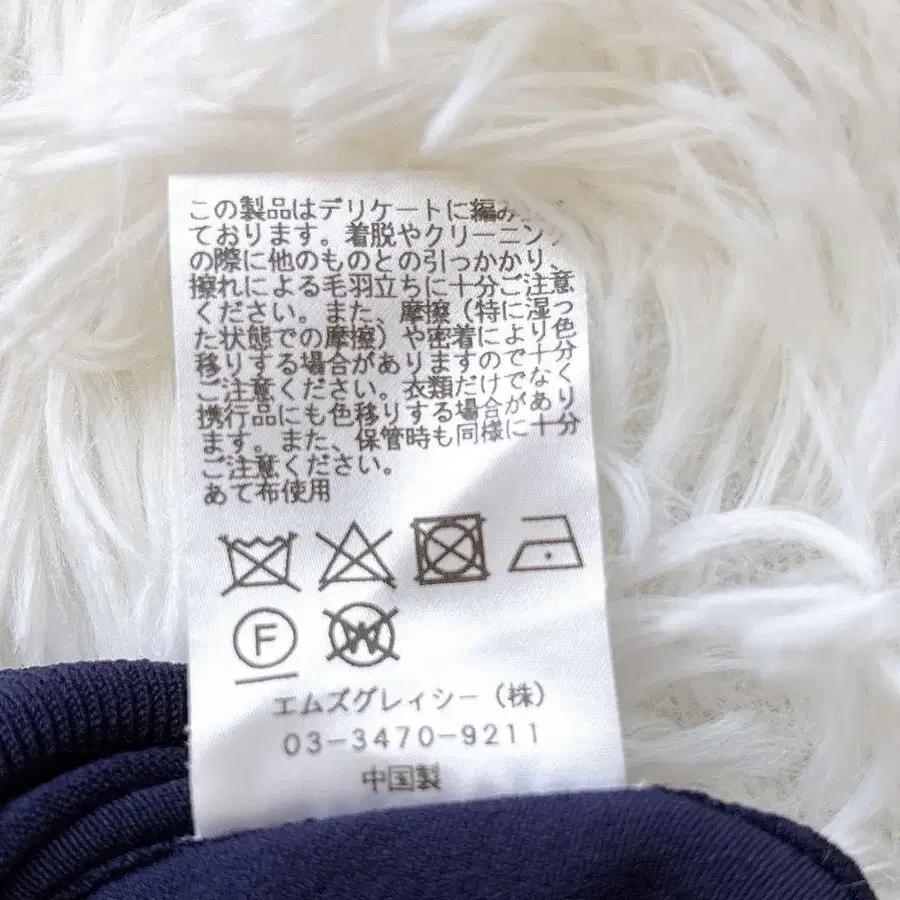 この製品はデリケートに編み
ております。着脱やクリーニング
の際に他のものとの引っかかり、
擦れによる毛羽立ちに十分ご注意
ください。また、摩擦（特に湿っ
た状態での摩擦）や密着により色
移りする場合がありますので十分
ご注意ください。衣類だけでなく
携行品にも色移りする場合があり
ます。また、保管時も同様に十分
ご注意ください。
あて布使用
F
W
エムズグレイシー（株）
03-3470-9211
中国製